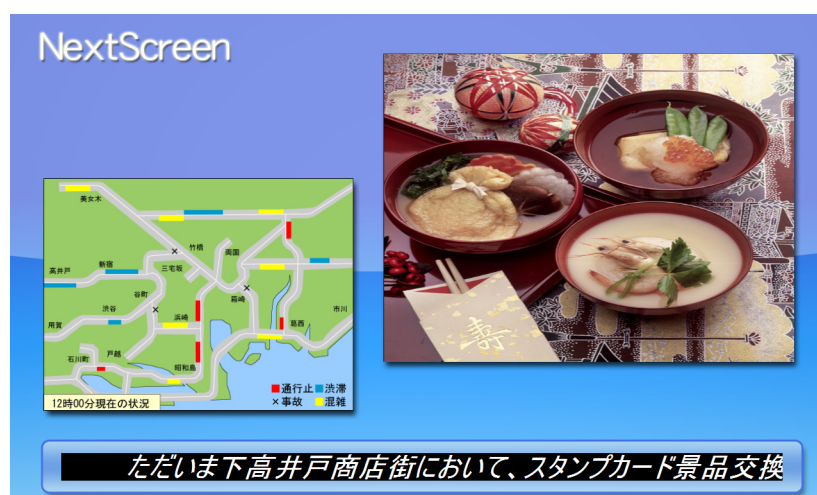 NextScreen
美女木
竹橋
両国
新宿
三宅坂
高井戸
谷町
箱崎
渋谷
浜崎
市川
用賀
葛西
石川町
戸越
昭和島
■通行止■渋滞
×事故 ■混雑
12時00分現在の状況
寿
ただいま下高井戸商店街において、スタンプカード景品交換